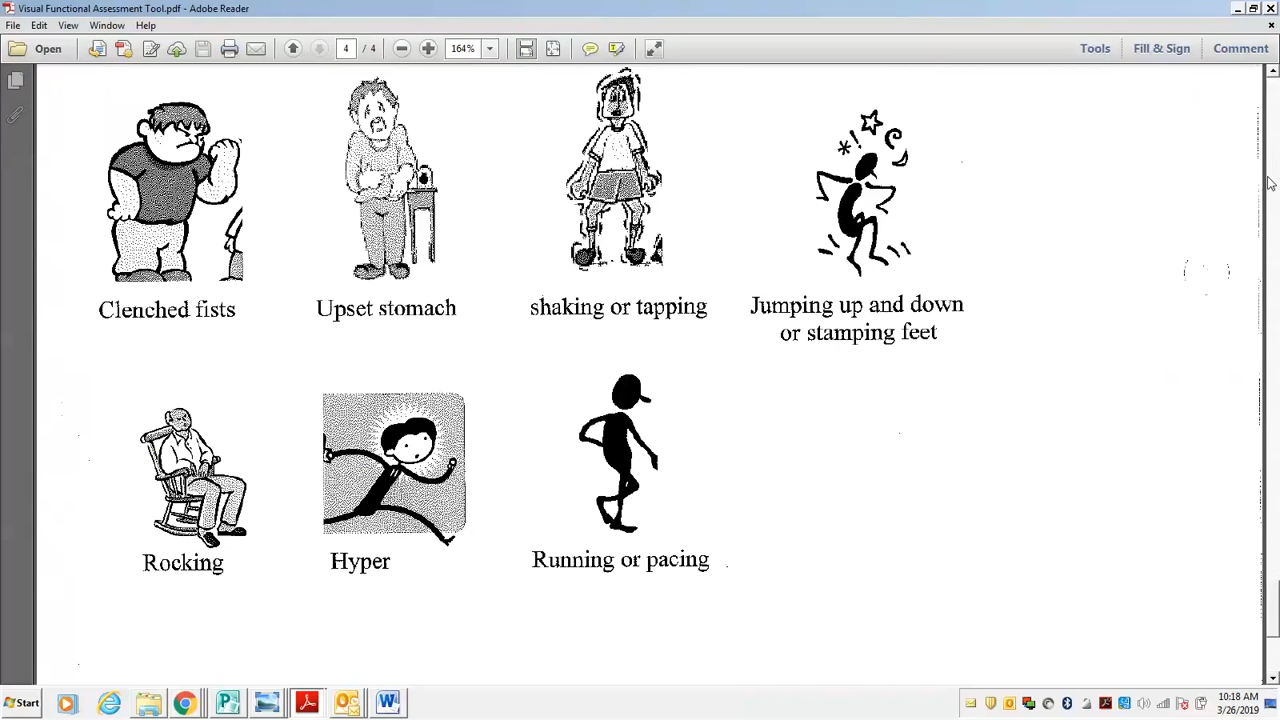 Visual Functional Assessment Tool.pdf - Adobe Reader
File Edit View Window Help
Open 4 / 4 164% Tools Fill & Sign Comment
Clenched fists
Upset stomach
shaking or tapping
Jumping up and down
or stamping feet
Rocking
Hyper
Running or pacing
Start
10:18 AM
3/26/2019